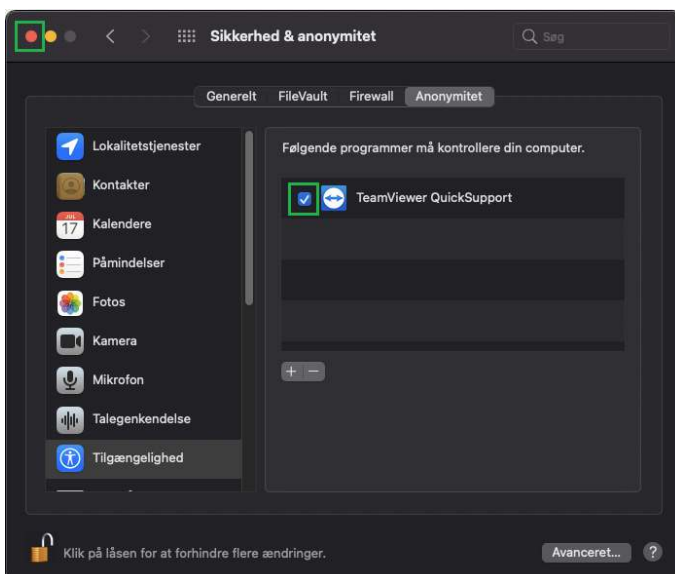 Sikkerhed & anonymitet
Søg
Generelt FileVault Firewall Anonymitet
Lokalitetstjenester
Kontakter
JUL
17
Kalendere
Påmindelser
Fotos
Kamera
Mikrofon
Talegenkendelse
Tilgængelighed
Følgende programmer må kontrollere din computer.
TeamViewer QuickSupport
+ −
Klik på låsen for at forhindre flere ændringer.
Avanceret... ?